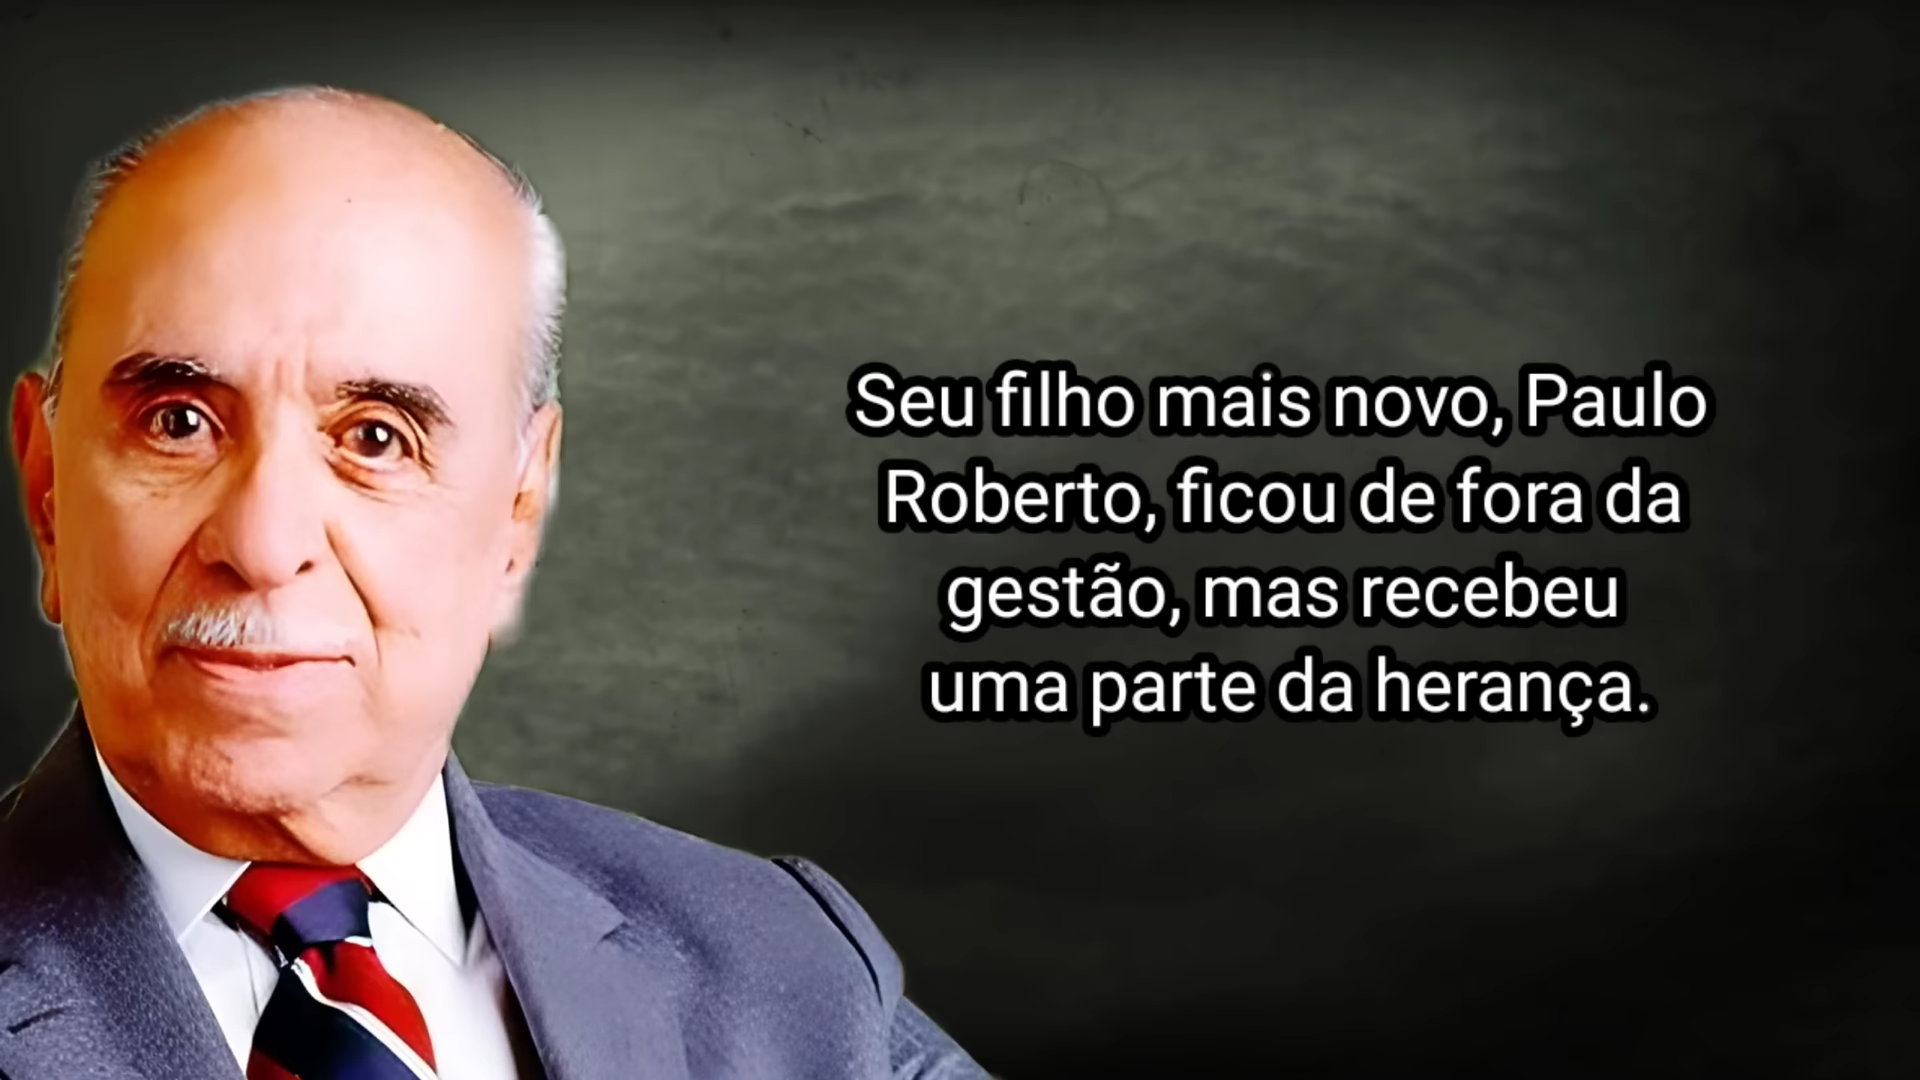 Seu filho mais novo, Paulo
Roberto, ficou de fora da
gestão, mas recebeu
uma parte da herança.